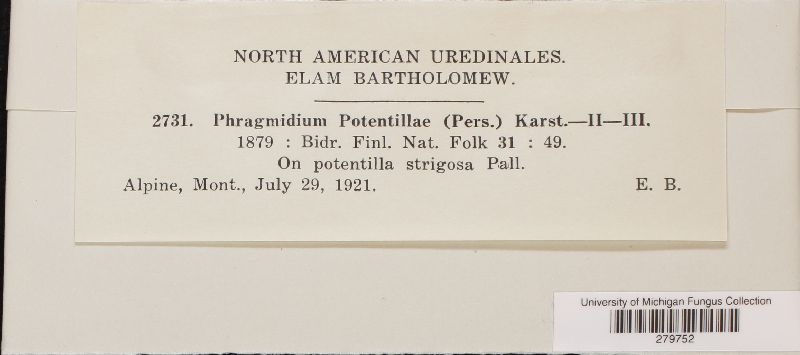 NORTH AMERICAN UREDINALES.
ELAM BARTHOLOMEW.
2731. Phragmidium Potentillae (Pers.) Karst.—II—III.
1879 : Bidr. Finl. Nat. Folk 31 : 49.
On potentilla strigosa Pall.
Alpine, Mont., July 29, 1921. E. B.
University of Michigan Fungus Collection
279752